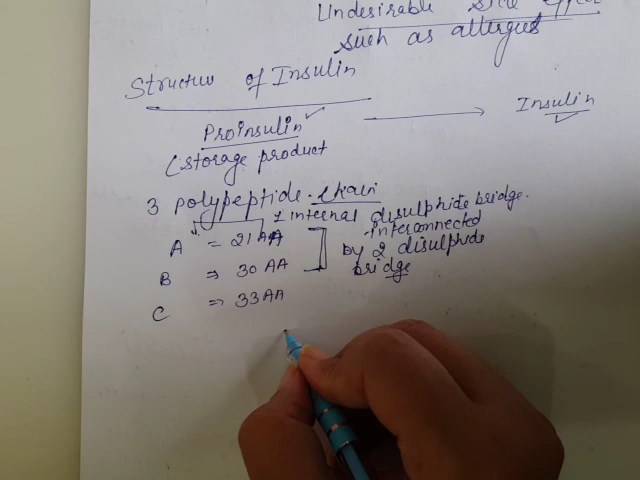 Undesirable side effec
such as allergies
Structure of Insulin
Proinsulin ✓ → Insulin ✓
(storage product
3 polypeptide chain
1 internal disulphide bridge.
A = 21 AA
interconnected
by 2 disulphide
bridge
B ⇒ 30 AA
C ⇒ 33 AA